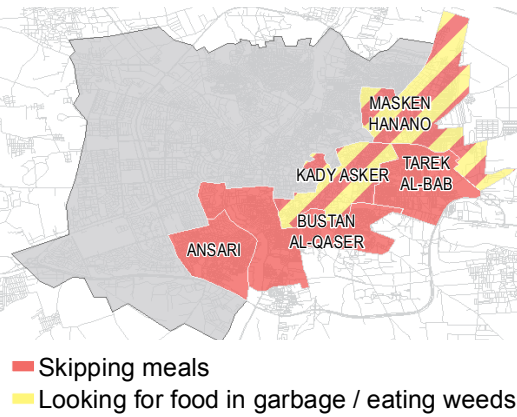 MASKEN
HANANO
KADY ASKER
TAREK
AL-BAB
BUSTAN
AL-QASER
ANSARI
Skipping meals
Looking for food in garbage / eating weeds